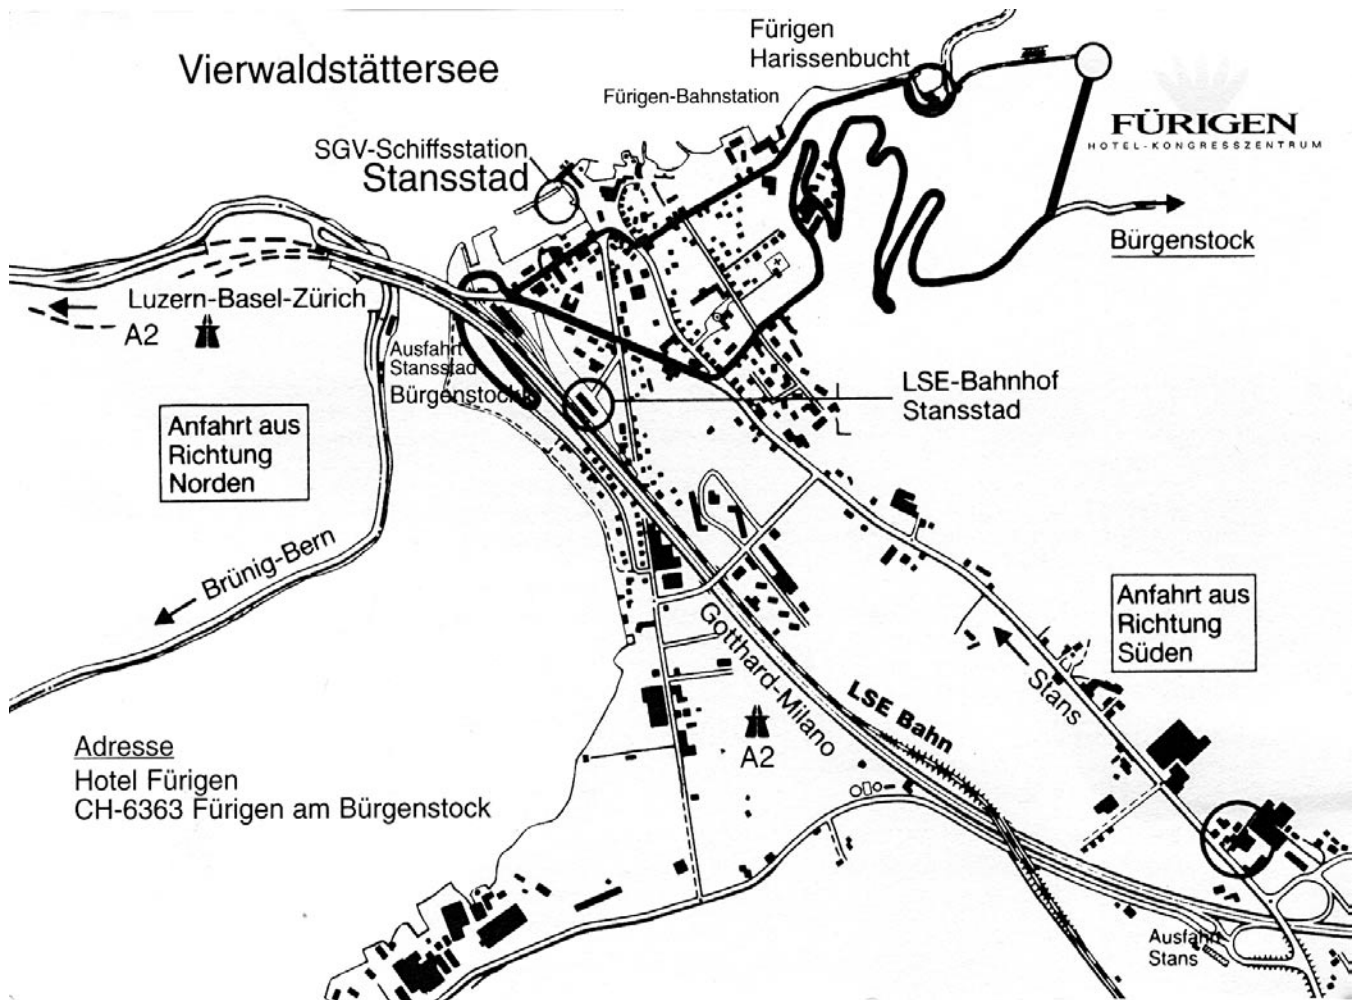 Vierwaldstättersee
Fürigen
Harissenbucht
Fürigen-Bahnstation
SGV-Schiffsstation
Stansstad
FÜRIGEN
HOTEL-KONGRESSZENTRUM
Bürgenstock
Luzern-Basel-Zürich
A2
Ausfahrt
Stansstad
Bürgenstock
LSE-Bahnhof
Stansstad
Anfahrt aus
Richtung
Norden
Brünig-Bern
Anfahrt aus
Richtung
Süden
Gotthard-Milano
Stans
LSE Bahn
A2
Adresse
Hotel Fürigen
CH-6363 Fürigen am Bürgenstock
Ausfahrt
Stans